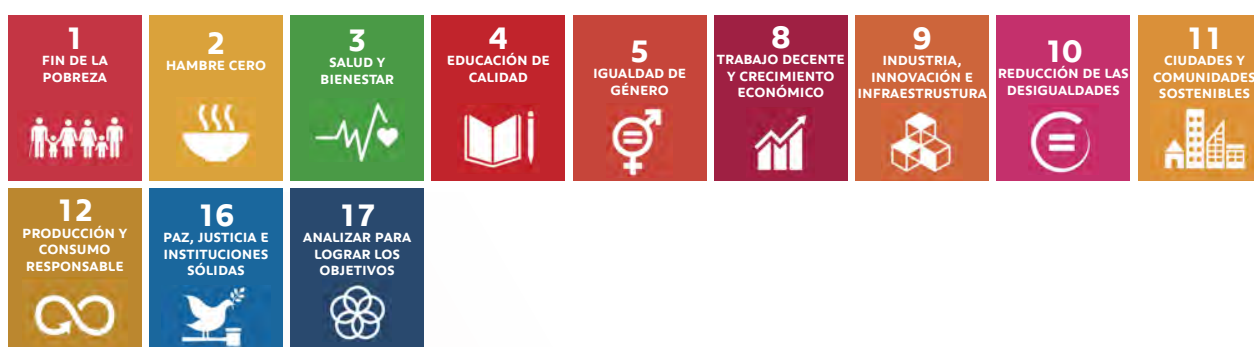 1
FIN DE LA
POBREZA
2
HAMBRE CERO
3
SALUD Y
BIENESTAR
4
EDUCACIÓN DE
CALIDAD
5
IGUALDAD DE
GÉNERO
8
TRABAJO DECENTE
Y CRECIMIENTO
ECONÓMICO
9
INDUSTRIA,
INNOVACIÓN E
INFRAESTRUSTURA
10
REDUCCIÓN DE LAS
DESIGUALDADES
11
CIUDADES Y
COMUNIDADES
SOSTENIBLES
12
PRODUCCIÓN Y
CONSUMO
RESPONSABLE
16
PAZ, JUSTICIA E
INSTITUCIONES
SÓLIDAS
17
ANALIZAR PARA
LOGRAR LOS
OBJETIVOS